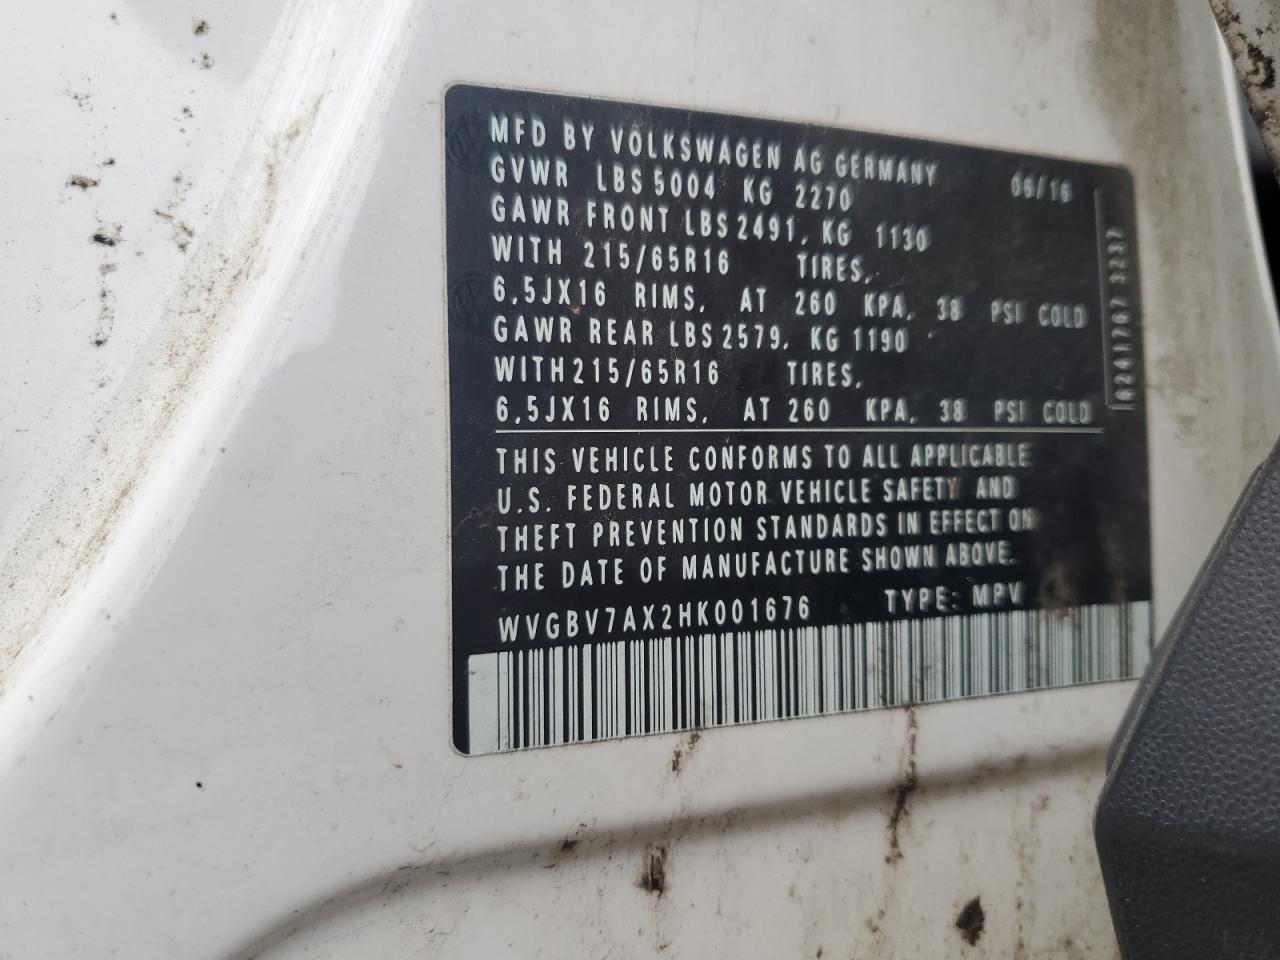 MFD BY VOLKSWAGEN AG GERMANY 06/16
GVWR LBS 5004 KG 2270
GAWR FRONT LBS 2491, KG 1130
WITH 215/65R16 TIRES,
6,5JX16 RIMS, AT 260 KPA, 38 PSI COLD
GAWR REAR LBS 2579, KG 1190
WITH 215/65R16 TIRES,
6,5JX16 RIMS, AT 260 KPA, 38 PSI COLD
THIS VEHICLE CONFORMS TO ALL APPLICABLE
U.S. FEDERAL MOTOR VEHICLE SAFETY AND
THEFT PREVENTION STANDARDS IN EFFECT ON
THE DATE OF MANUFACTURE SHOWN ABOVE.
WVGBV7AX2HK001676 TYPE: MPV